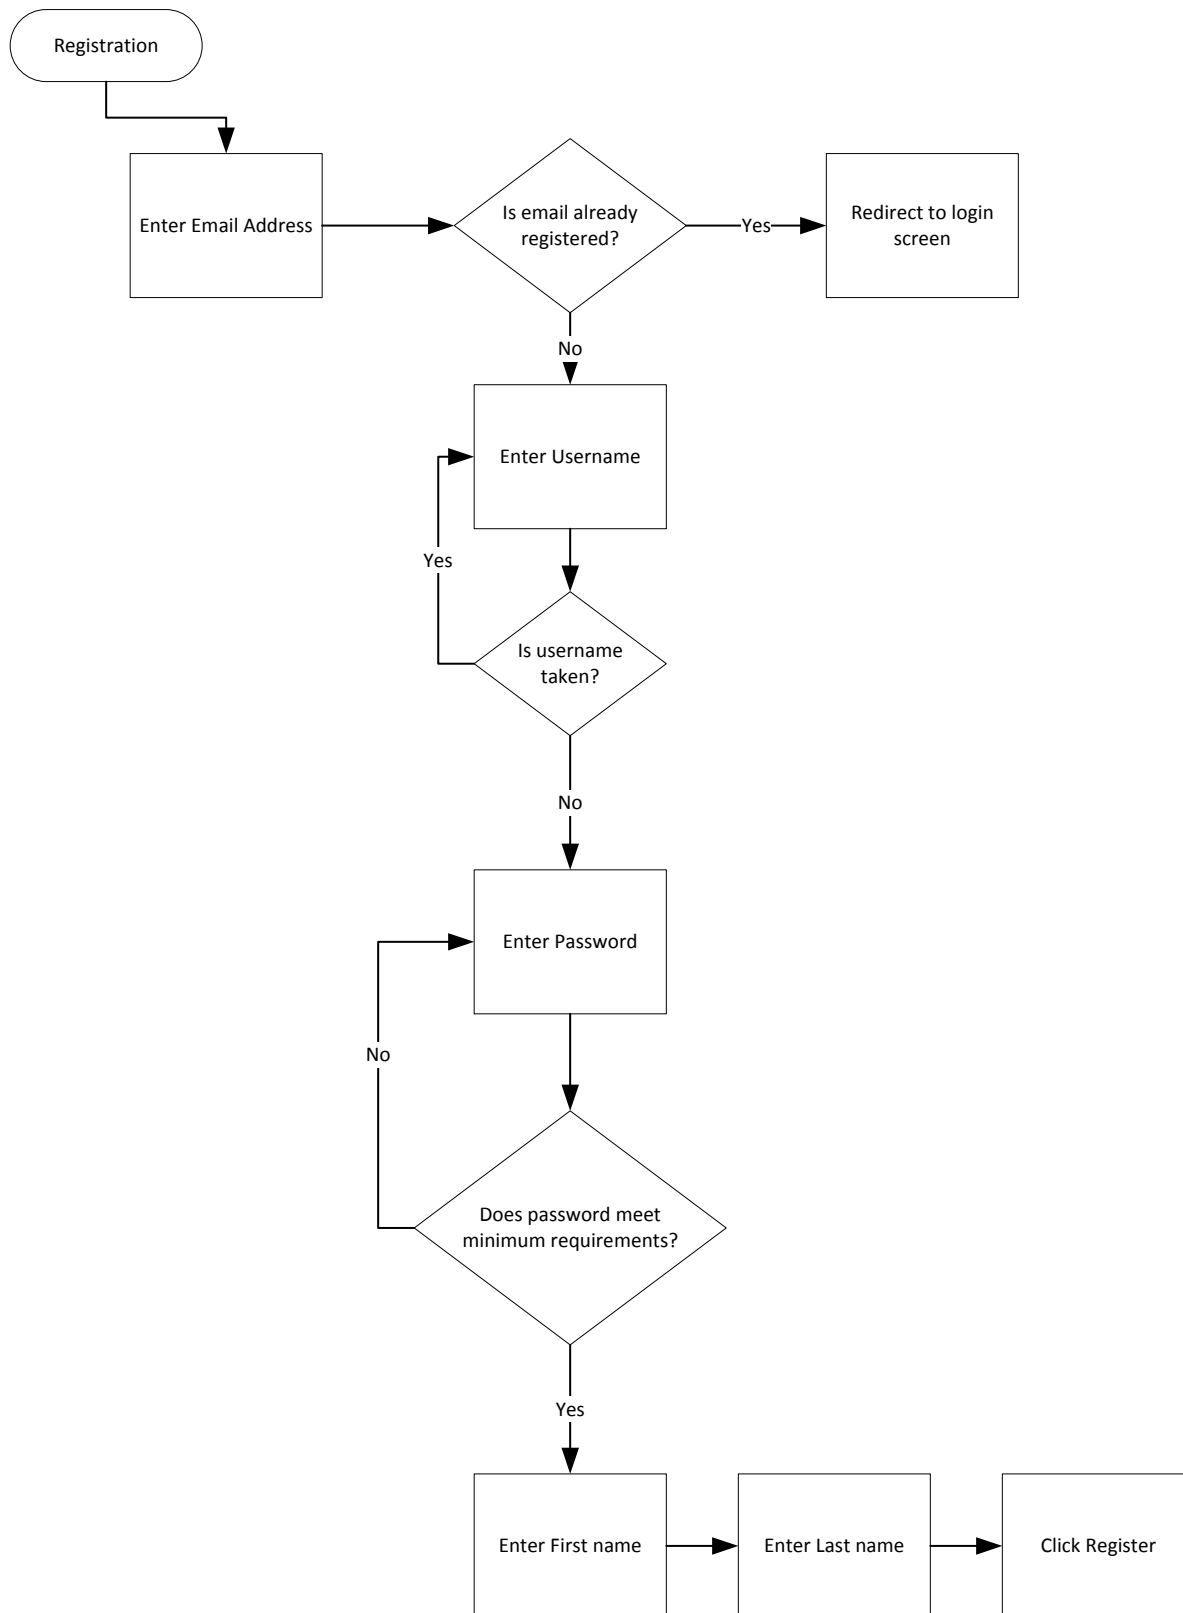 Registration
Enter Email Address
Is email already
registered?
Yes
Redirect to login
screen
No
Enter Username
Yes
Is username
taken?
No
Enter Password
No
Does password meet
minimum requirements?
Yes
Enter First name
Enter Last name
Click Register